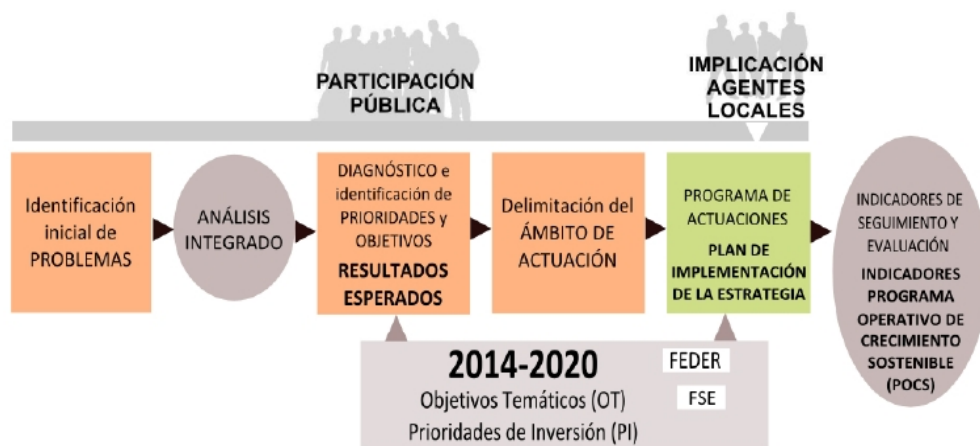 PARTICIPACIÓN
PÚBLICA
IMPLICACIÓN
AGENTES
LOCALES
Identificación
inicial de
PROBLEMAS
ANÁLISIS
INTEGRADO
DIAGNÓSTICO e
identificación de
PRIORIDADES y
OBJETIVOS
RESULTADOS
ESPERADOS
Delimitación del
ÁMBITO DE
ACTUACIÓN
PROGRAMA DE
ACTUACIONES
PLAN DE
IMPLEMENTACIÓN
DE LA ESTRATEGIA
INDICADORES DE
SEGUIMIENTO Y
EVALUACIÓN
INDICADORES
PROGRAMA
OPERATIVO DE
CRECIMIENTO
SOSTENIBLE
(POCS)
2014-2020
Objetivos Temáticos (OT)
Prioridades de Inversión (PI)
FEDER
FSE